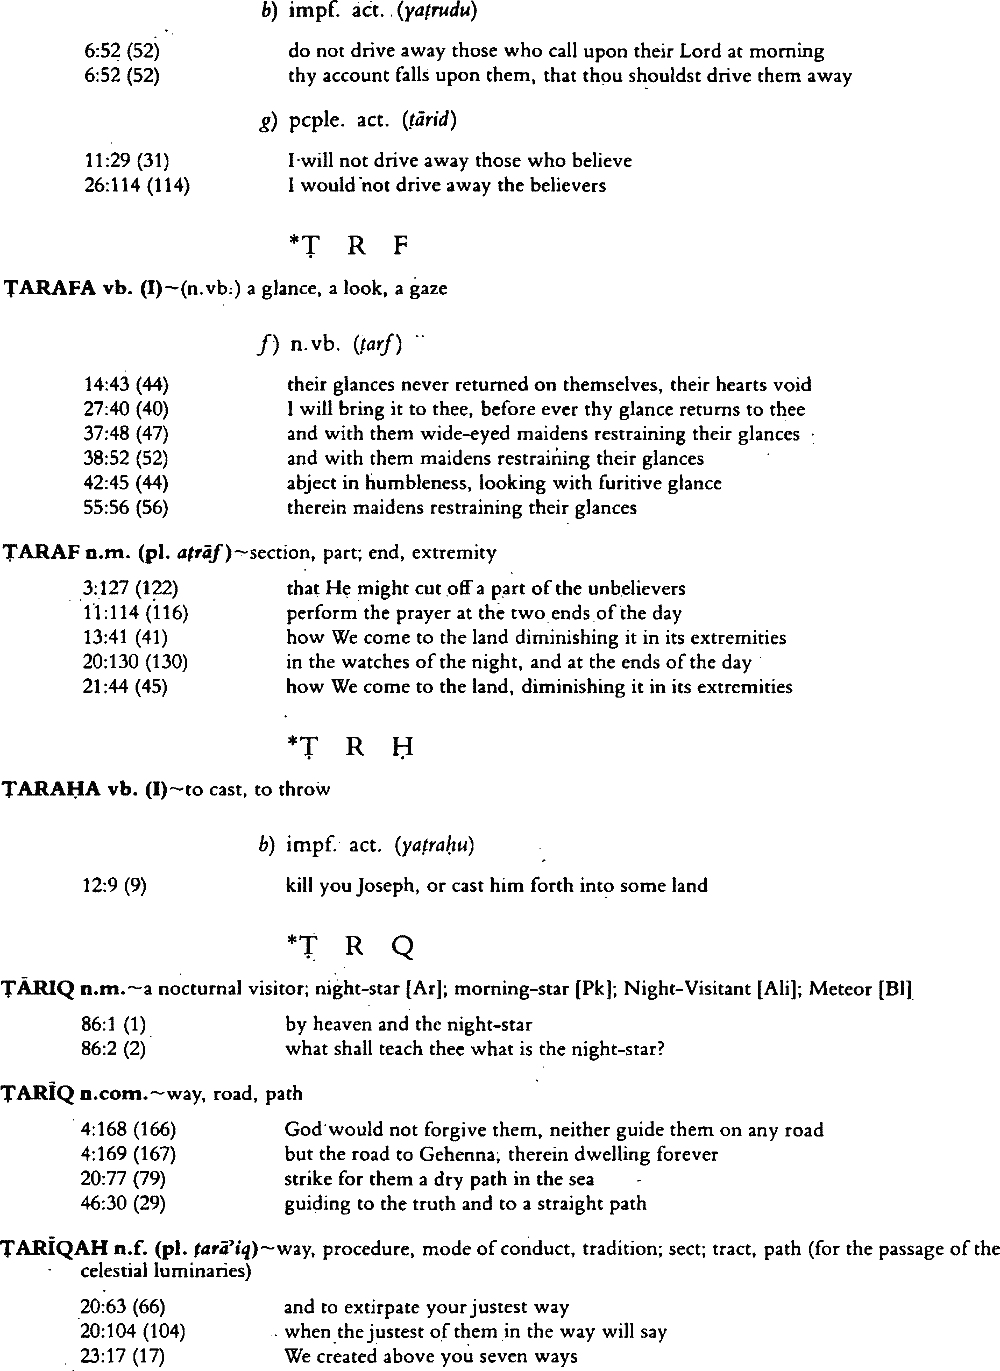 b) impf. act. (yaṭrudu)
6:52 (52) do not drive away those who call upon their Lord at morning
6:52 (52) thy account falls upon them, that thou shouldst drive them away
g) pcple. act. (ṭārid)
11:29 (31) I will not drive away those who believe
26:114 (114) I would not drive away the believers
*Ṭ R F
ṬARAFA vb. (I)~(n.vb.) a glance, a look, a gaze
f) n.vb. (ṭarf)
14:43 (44) their glances never returned on themselves, their hearts void
27:40 (40) I will bring it to thee, before ever thy glance returns to thee
37:48 (47) and with them wide-eyed maidens restraining their glances
38:52 (52) and with them maidens restraining their glances
42:45 (44) abject in humbleness, looking with furitive glance
55:56 (56) therein maidens restraining their glances
ṬARAF n.m. (pl. aṭrāf)~section, part; end, extremity
3:127 (122) that He might cut off a part of the unbelievers
11:114 (116) perform the prayer at the two ends of the day
13:41 (41) how We come to the land diminishing it in its extremities
20:130 (130) in the watches of the night, and at the ends of the day
21:44 (45) how We come to the land, diminishing it in its extremities
*Ṭ R Ḥ
ṬARAḤA vb. (I)~to cast, to throw
b) impf. act. (yaṭraḥu)
12:9 (9) kill you Joseph, or cast him forth into some land
*Ṭ R Q
ṬĀRIQ n.m.~a nocturnal visitor; night-star [Ar]; morning-star [Pk]; Night-Visitant [Ali]; Meteor [Bl]
86:1 (1) by heaven and the night-star
86:2 (2) what shall teach thee what is the night-star?
ṬARĪQ n.com.~way, road, path
4:168 (166) God would not forgive them, neither guide them on any road
4:169 (167) but the road to Gehenna, therein dwelling forever
20:77 (79) strike for them a dry path in the sea
46:30 (29) guiding to the truth and to a straight path
ṬARĪQAH n.f. (pl. ṭarā'iq)~way, procedure, mode of conduct, tradition; sect; tract, path (for the passage of the
celestial luminaries)
20:63 (66) and to extirpate your justest way
20:104 (104) when the justest of them in the way will say
23:17 (17) We created above you seven ways